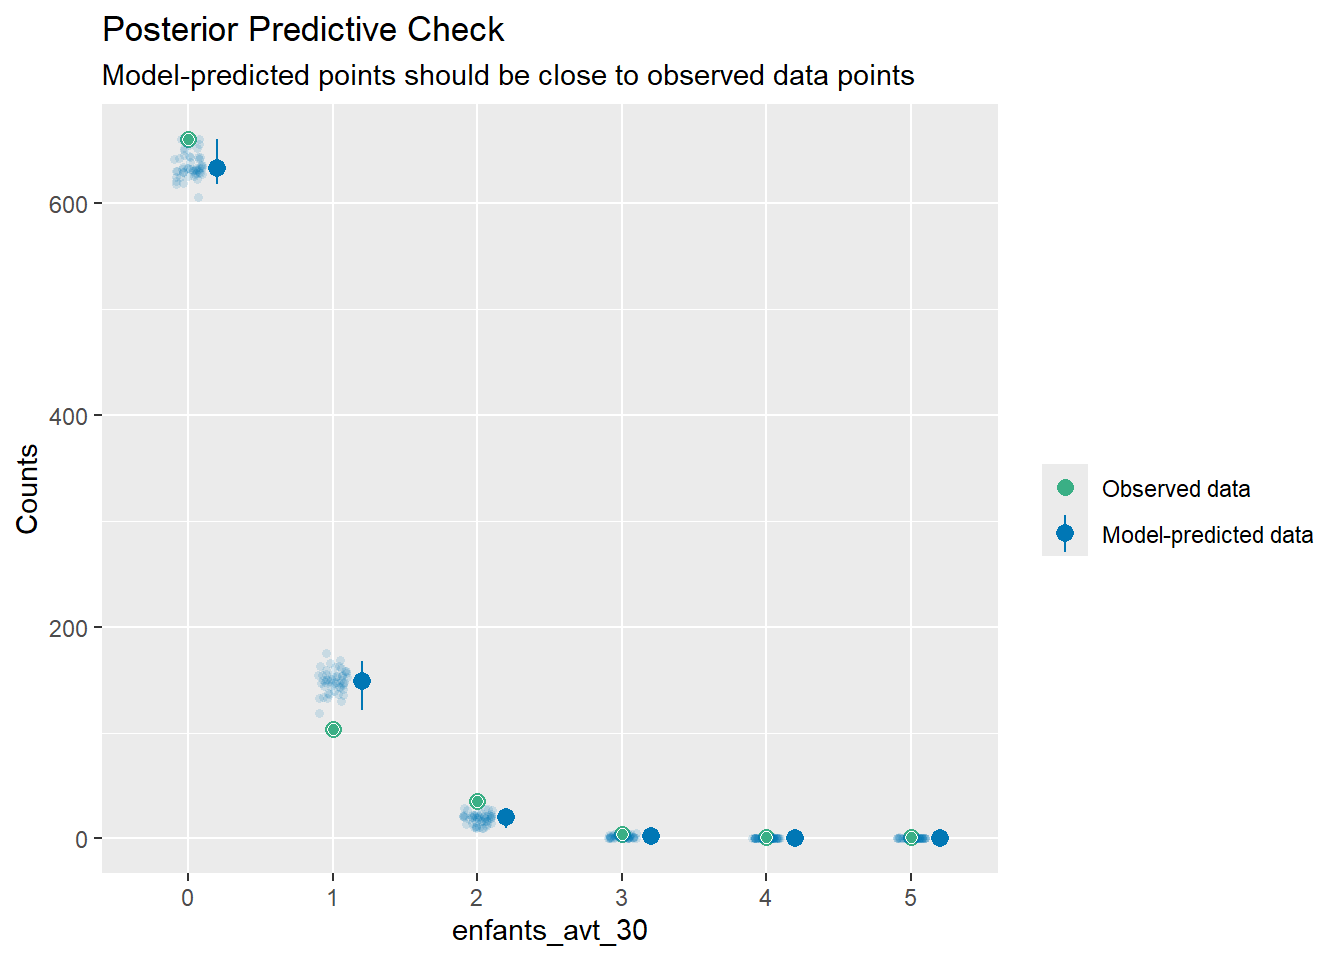 Posterior Predictive Check
Model-predicted points should be close to observed data points
Counts
600
400
200
0
0 1 2 3 4 5
enfants_avt_30
Observed data
Model-predicted data